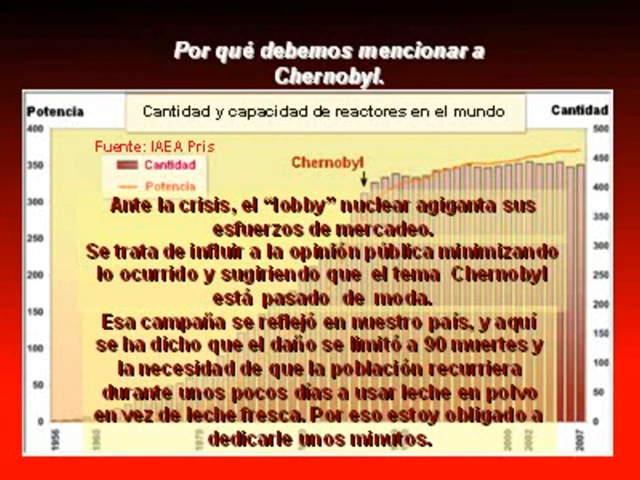 Por qué debemos mencionar a
Chernobyl.
Potencia
Cantidad y capacidad de reactores en el mundo
Cantidad
Fuente: IAEA Pris
Cantidad
Potencia
Chernobyl
Ante la crisis, el “lobby” nuclear agiganta sus
esfuerzos de mercadeo.
Se trata de influir a la opinión pública minimizando
lo ocurrido y sugiriendo que el tema Chernobyl
está pasado de moda.
Esa campaña se reflejó en nuestro país, y aquí
se ha dicho que el daño se limitó a 90 muertes y
la necesidad de que la población recurriera
durante unos pocos días a usar leche en polvo
en vez de leche fresca. Por eso estoy obligado a
dedicarle unos minutos.
400
350
300
250
200
150
100
50
0
500
450
400
350
300
250
200
150
100
50
0
1956
1960
1970
2000
2002
2007